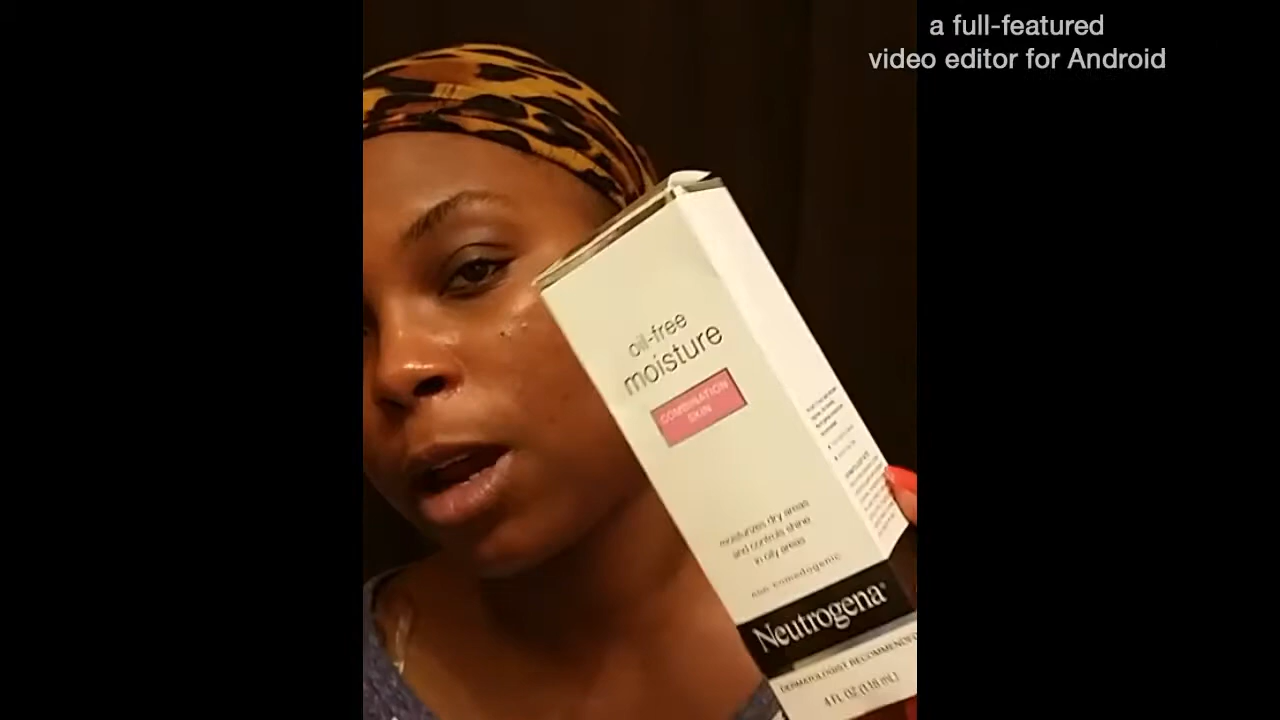 a full-featured
video editor for Android
oil-free
moisture
COMBINATION
SKIN
moisturizes dry areas
and controls shine
in oily areas
non-comedogenic
Neutrogena®
DERMATOLOGIST RECOMMENDED
4 FL OZ (118 mL)